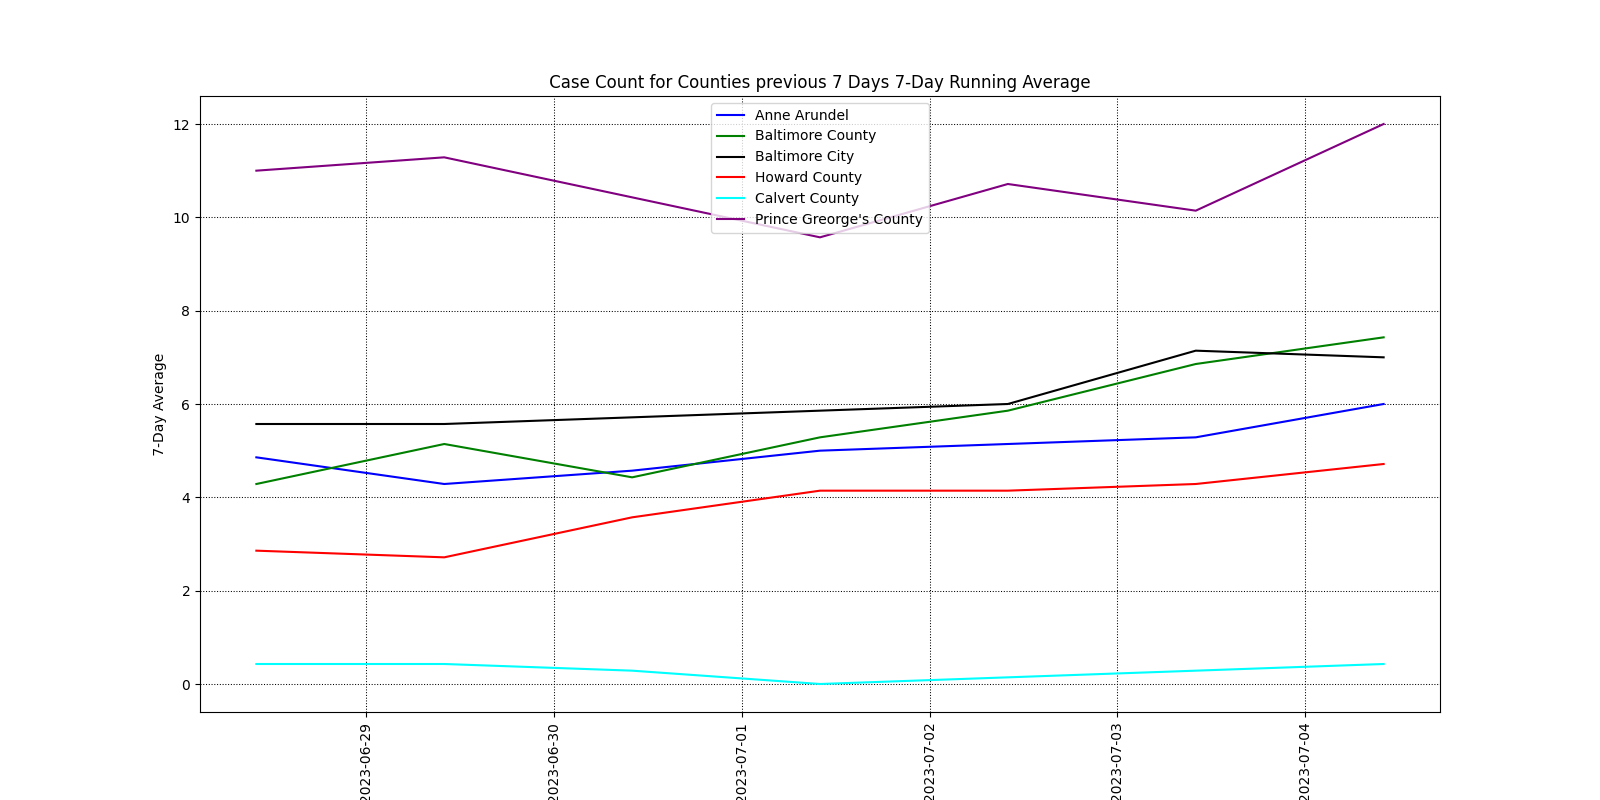 Case Count for Counties previous 7 Days 7-Day Running Average
Anne Arundel
Baltimore County
Baltimore City
Howard County
Calvert County
Prince Greorge's County
7-Day Average
12
10
8
6
4
2
0
2023-06-29
2023-06-30
2023-07-01
2023-07-02
2023-07-03
2023-07-04